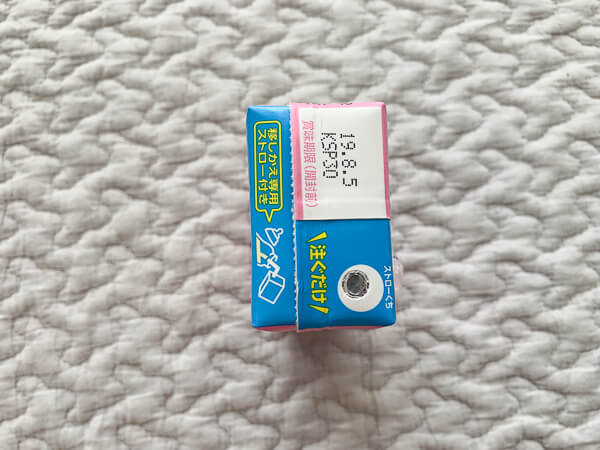 賞味期限(開封前)
19.8.5
KSP30
ストローぐち
注ぐだけ
移しかえ専用
ストロー付き